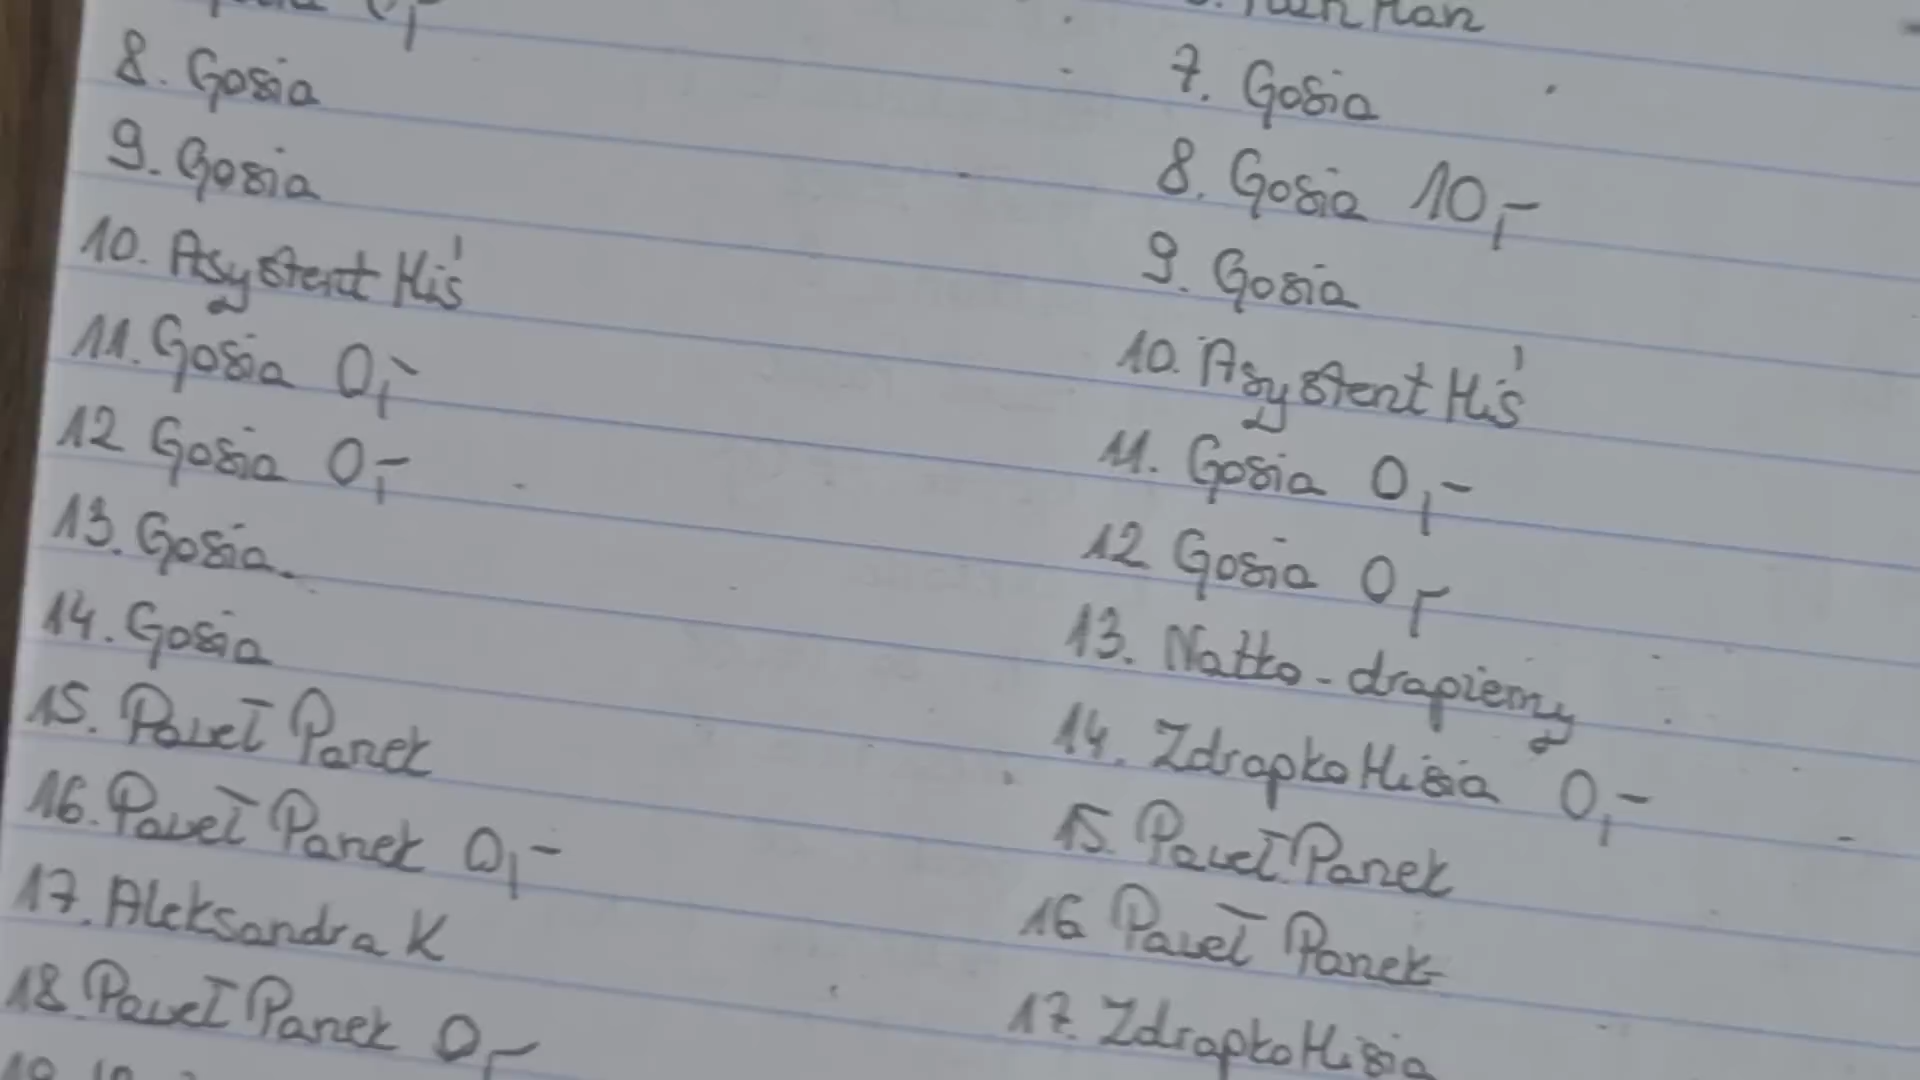 8. Gosia
9. Gosia
10. Asystent Miś
11. Gosia 0,-
12 Gosia 0,-
13. Gosia
14. Gosia
15. Paweł Panek
16. Paweł Panek 0,-
17. Aleksandra K
18 Paweł Panek 0,-
7. Gosia
8. Gosia 10,-
9. Gosia
10. Asystent Miś
11. Gosia 0,-
12 Gosia 0,-
13. Natko-drapiemy
14. Zdrapko Misia 0,-
15. Paweł Panek
16 Paweł Panek
17. Zdrapko Misia